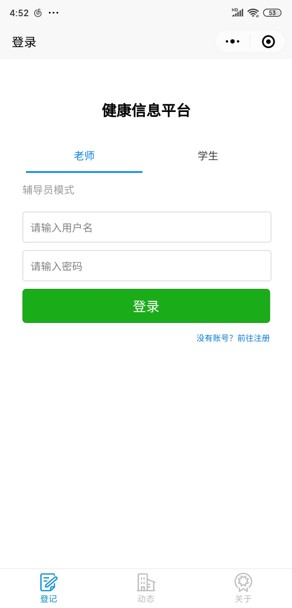 4:52
HD
53
登录
健康信息平台
老师
学生
辅导员模式
请输入用户名
请输入密码
登录
没有账号？前往注册
登记
动态
关于